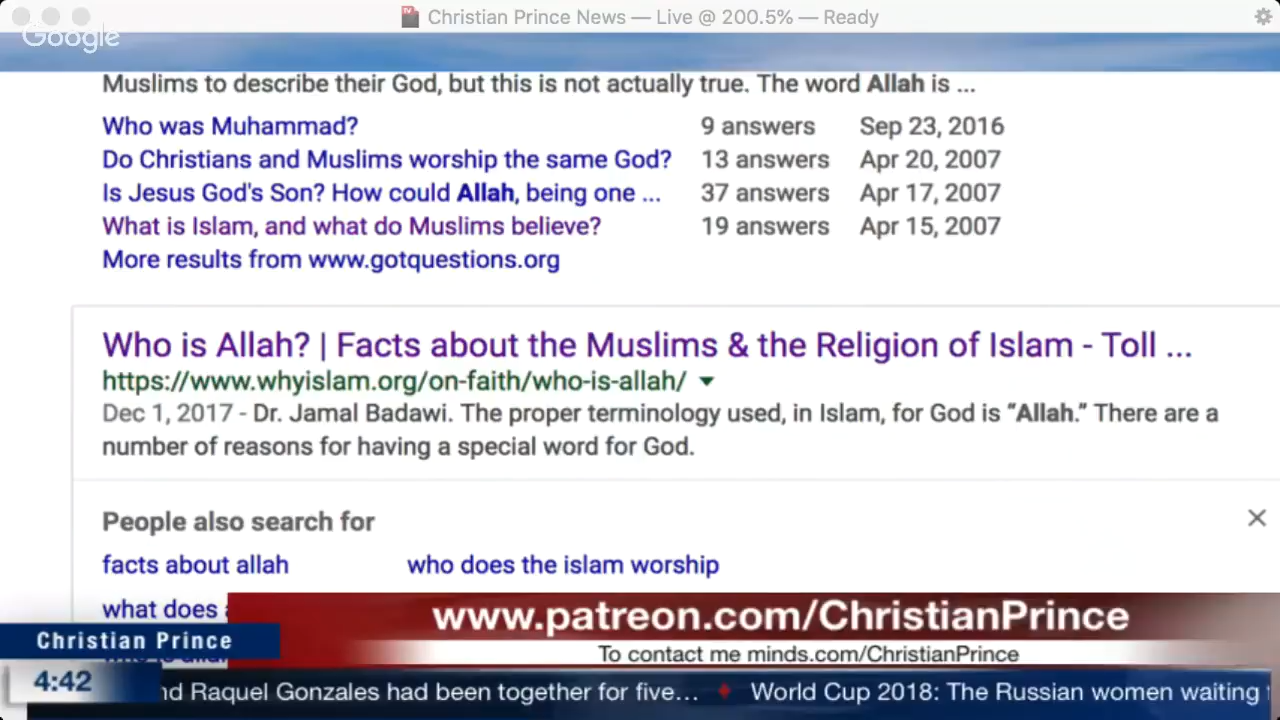 Christian Prince News — Live @ 200.5% — Ready
Google
Muslims to describe their God, but this is not actually true. The word Allah is ...
Who was Muhammad? 9 answers Sep 23, 2016
Do Christians and Muslims worship the same God? 13 answers Apr 20, 2007
Is Jesus God's Son? How could Allah, being one ... 37 answers Apr 17, 2007
What is Islam, and what do Muslims believe? 19 answers Apr 15, 2007
More results from www.gotquestions.org
Who is Allah? | Facts about the Muslims & the Religion of Islam - Toll ...
https://www.whyislam.org/on-faith/who-is-allah/
Dec 1, 2017 - Dr. Jamal Badawi. The proper terminology used, in Islam, for God is “Allah.” There are a
number of reasons for having a special word for God.
People also search for
facts about allah who does the islam worship
what does
www.patreon.com/ChristianPrince
Christian Prince
To contact me minds.com/ChristianPrince
4:42
Raquel Gonzales had been together for five... World Cup 2018: The Russian women waiting